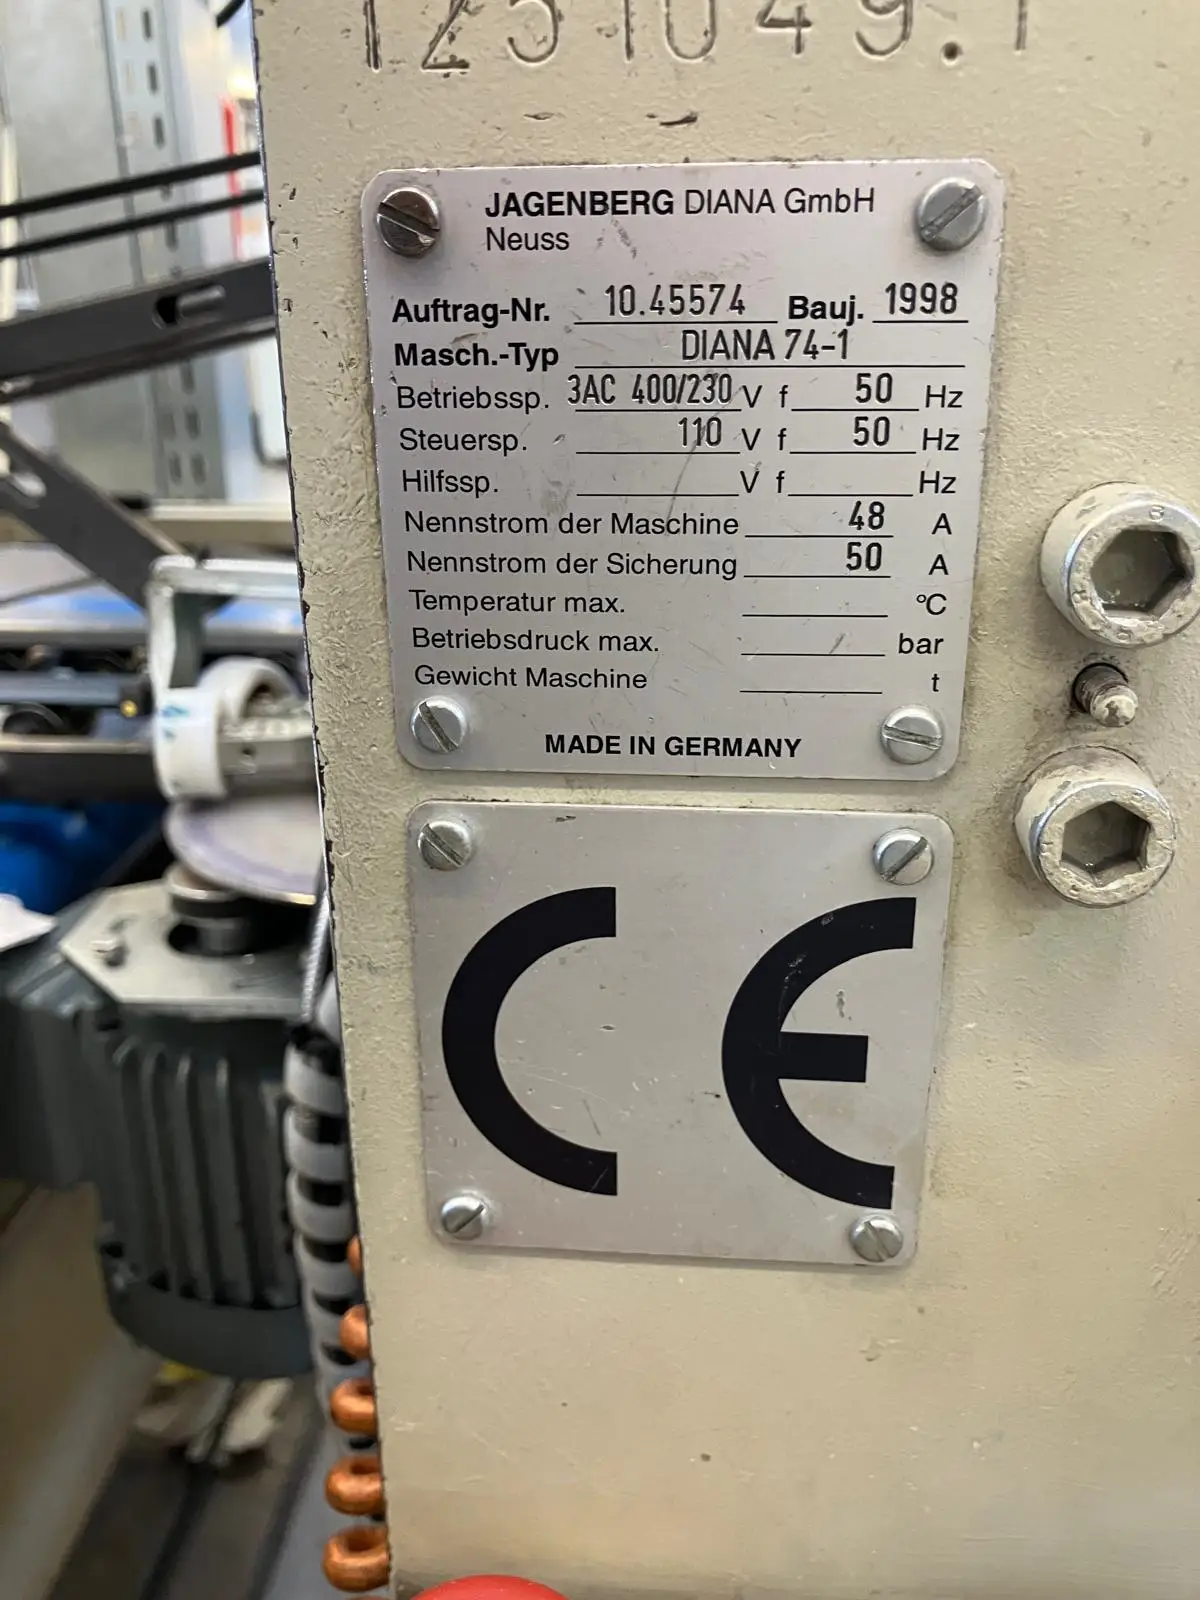 1251049.1
JAGENBERG DIANA GmbH
Neuss
Auftrag-Nr. 10.45574 Bauj. 1998
Masch.-Typ DIANA 74-1
Betriebssp. 3AC 400/230 V f 50 Hz
Steuersp. 110 V f 50 Hz
Hilfssp. V f Hz
Nennstrom der Maschine 48 A
Nennstrom der Sicherung 50 A
Temperatur max. °C
Betriebsdruck max. bar
Gewicht Maschine t
MADE IN GERMANY
CE